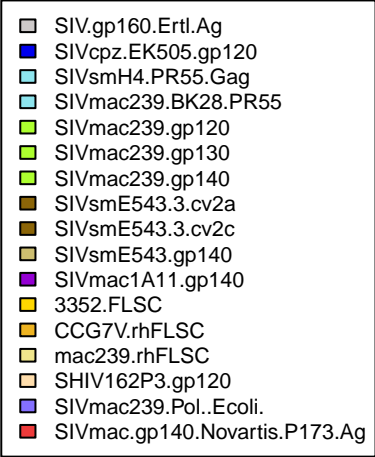 SIV.gp160.Ertl.Ag
SIVcpz.EK505.gp120
SIVsmH4.PR55.Gag
SIVmac239.BK28.PR55
SIVmac239.gp120
SIVmac239.gp130
SIVmac239.gp140
SIVsmE543.3.cv2a
SIVsmE543.3.cv2c
SIVsmE543.gp140
SIVmac1A11.gp140
3352.FLSC
CCG7V.rhFLSC
mac239.rhFLSC
SHIV162P3.gp120
SIVmac239.Pol..Ecoli.
SIVmac.gp140.Novartis.P173.Ag